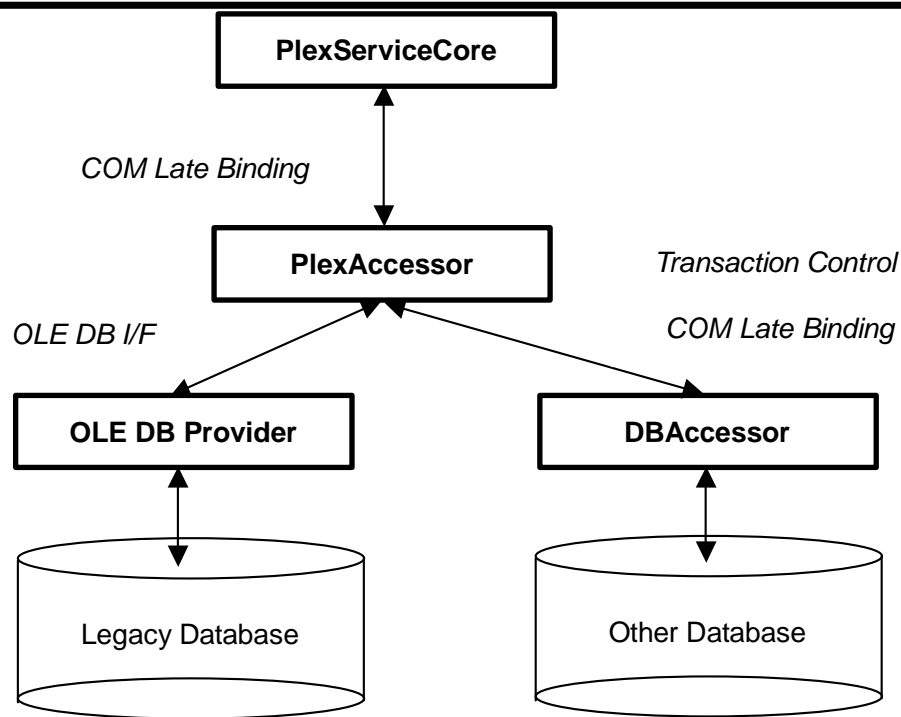 PlexServiceCore
COM Late Binding
PlexAccessor
Transaction Control
OLE DB I/F
COM Late Binding
OLE DB Provider
DBAccessor
Legacy Database
Other Database